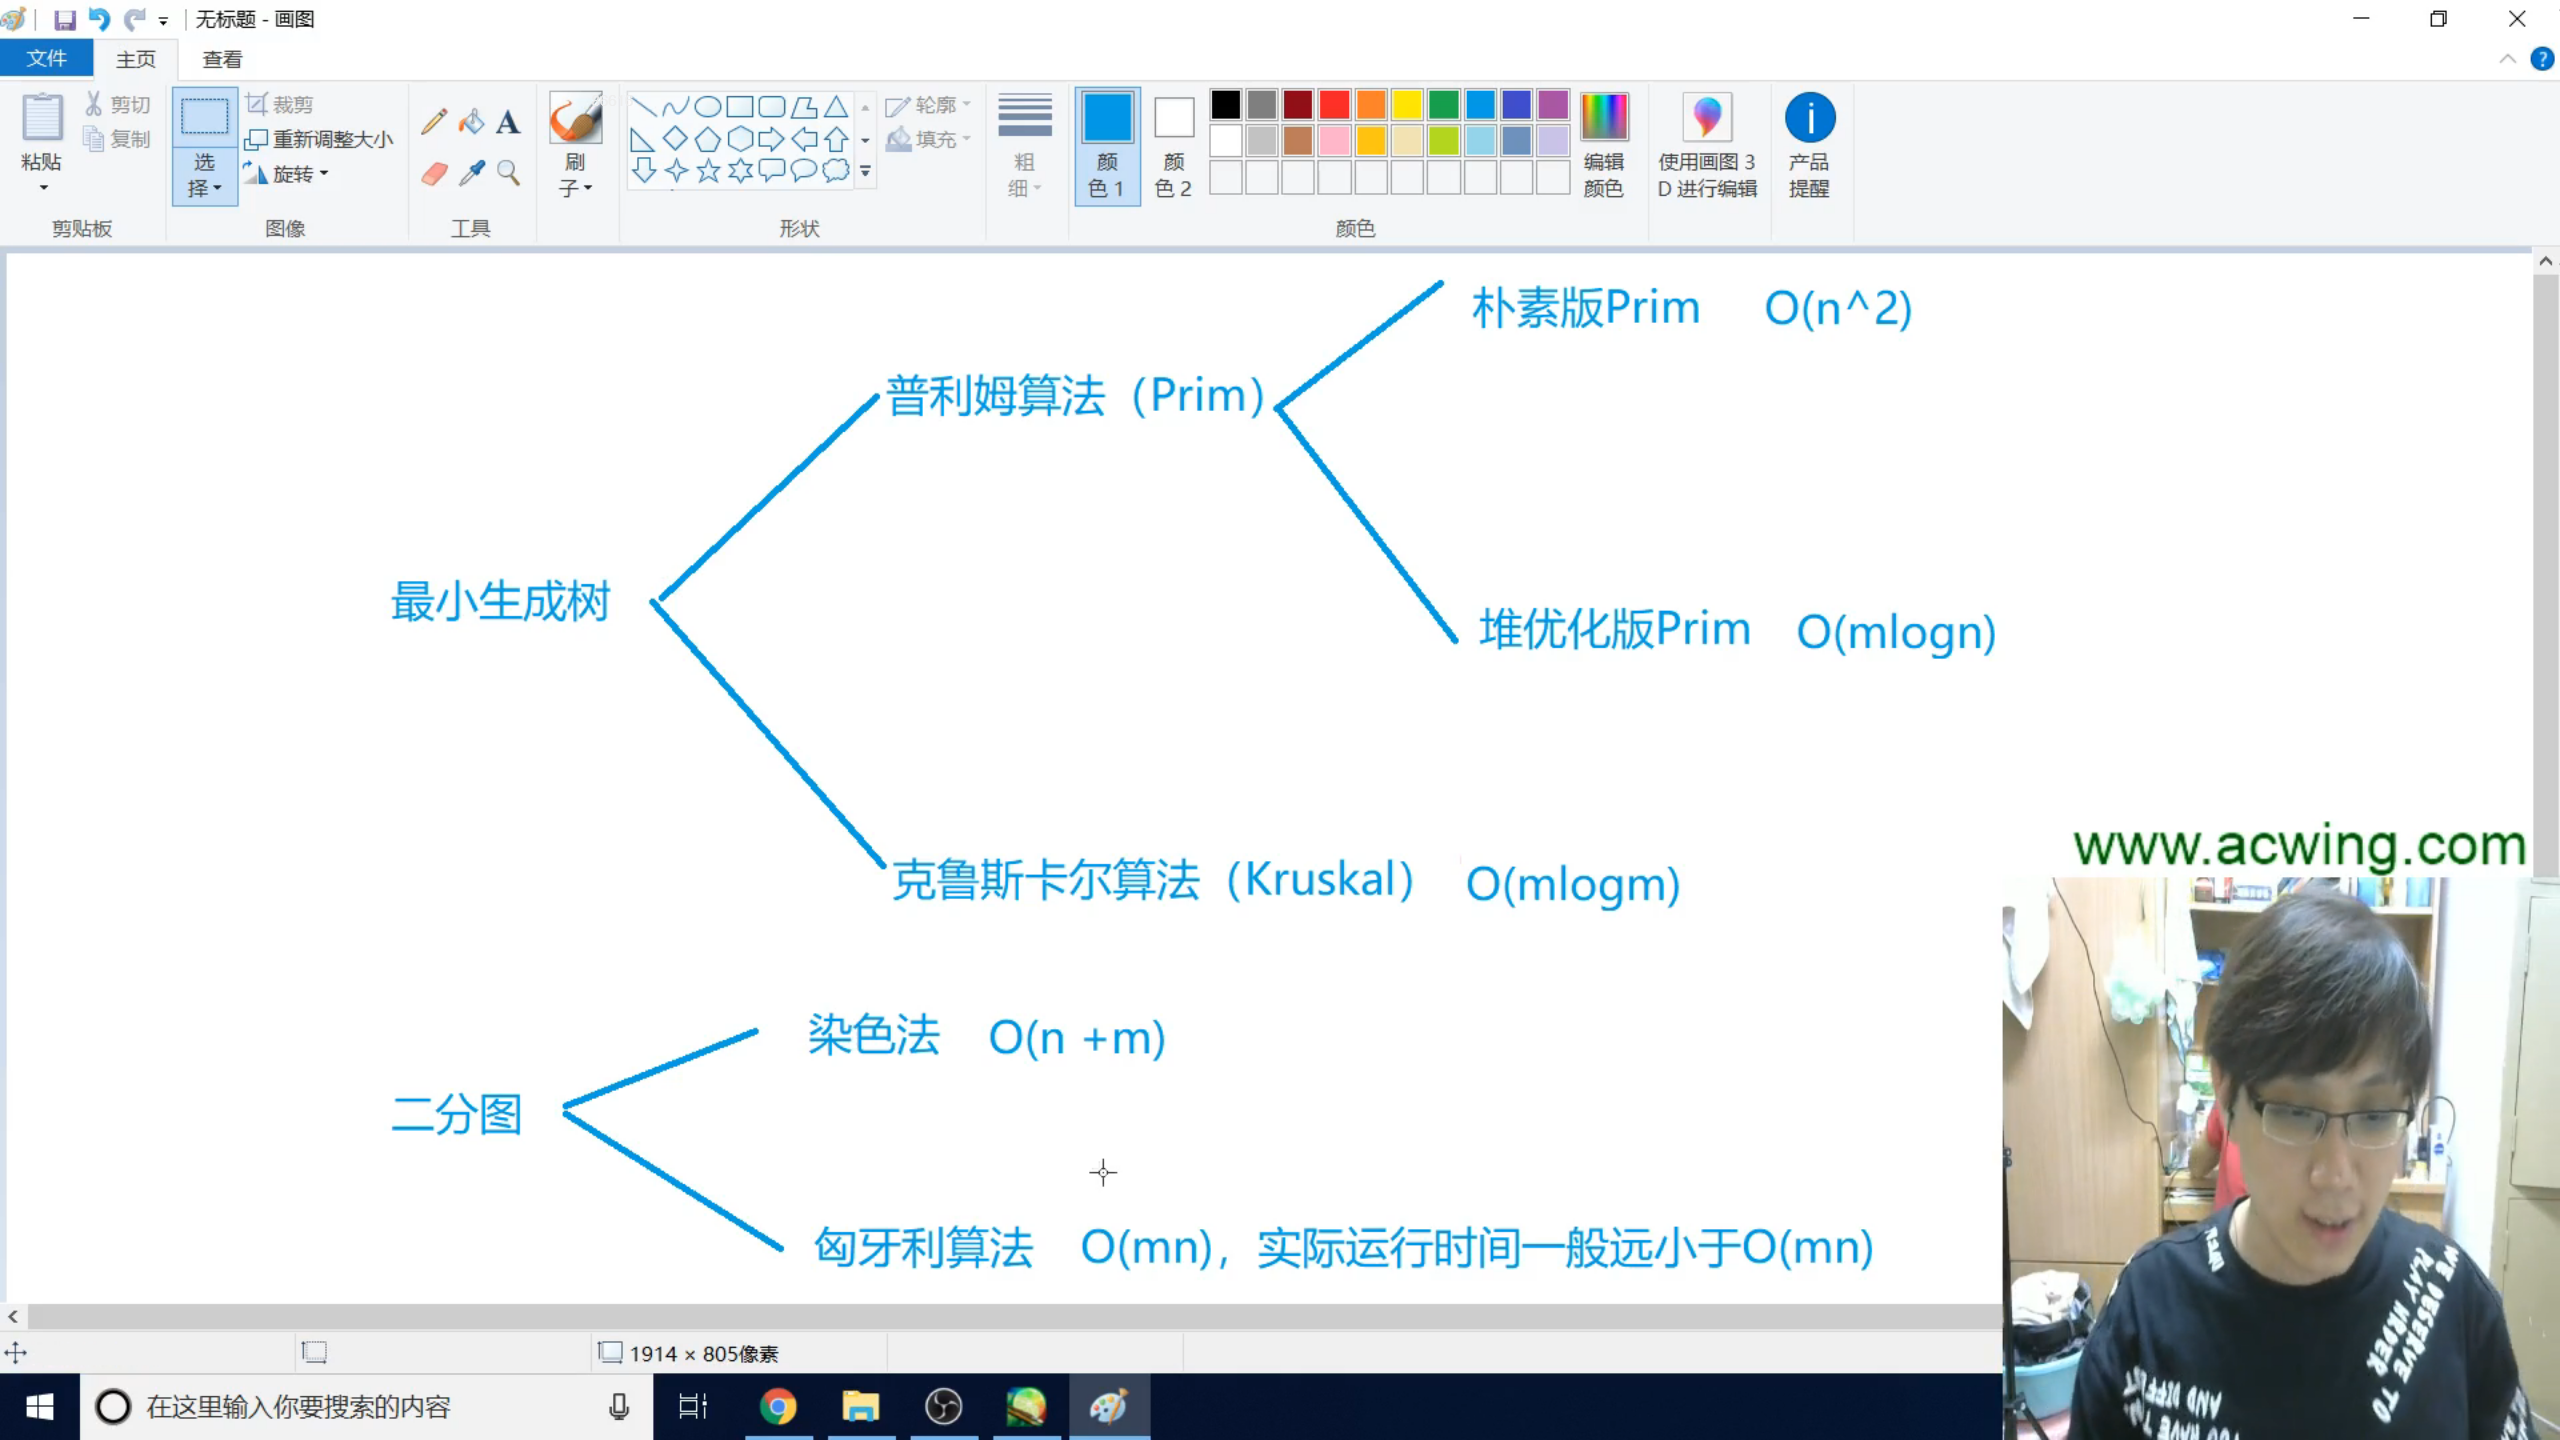 无标题 - 画图
文件 主页 查看
粘贴 剪切 复制 选择 裁剪 重新调整大小 旋转 刷子 轮廓 填充 粗细 颜色 1 颜色 2 编辑颜色 使用画图 3D 进行编辑 产品提醒
剪贴板 图像 工具 形状 颜色
朴素版Prim O(n^2)
普利姆算法（Prim）
最小生成树
堆优化版Prim O(mlogn)
www.acwing.com
克鲁斯卡尔算法（Kruskal） O(mlogm)
染色法 O(n +m)
二分图
匈牙利算法 O(mn)，实际运行时间一般远小于O(mn)
1914 × 805像素
在这里输入你要搜索的内容